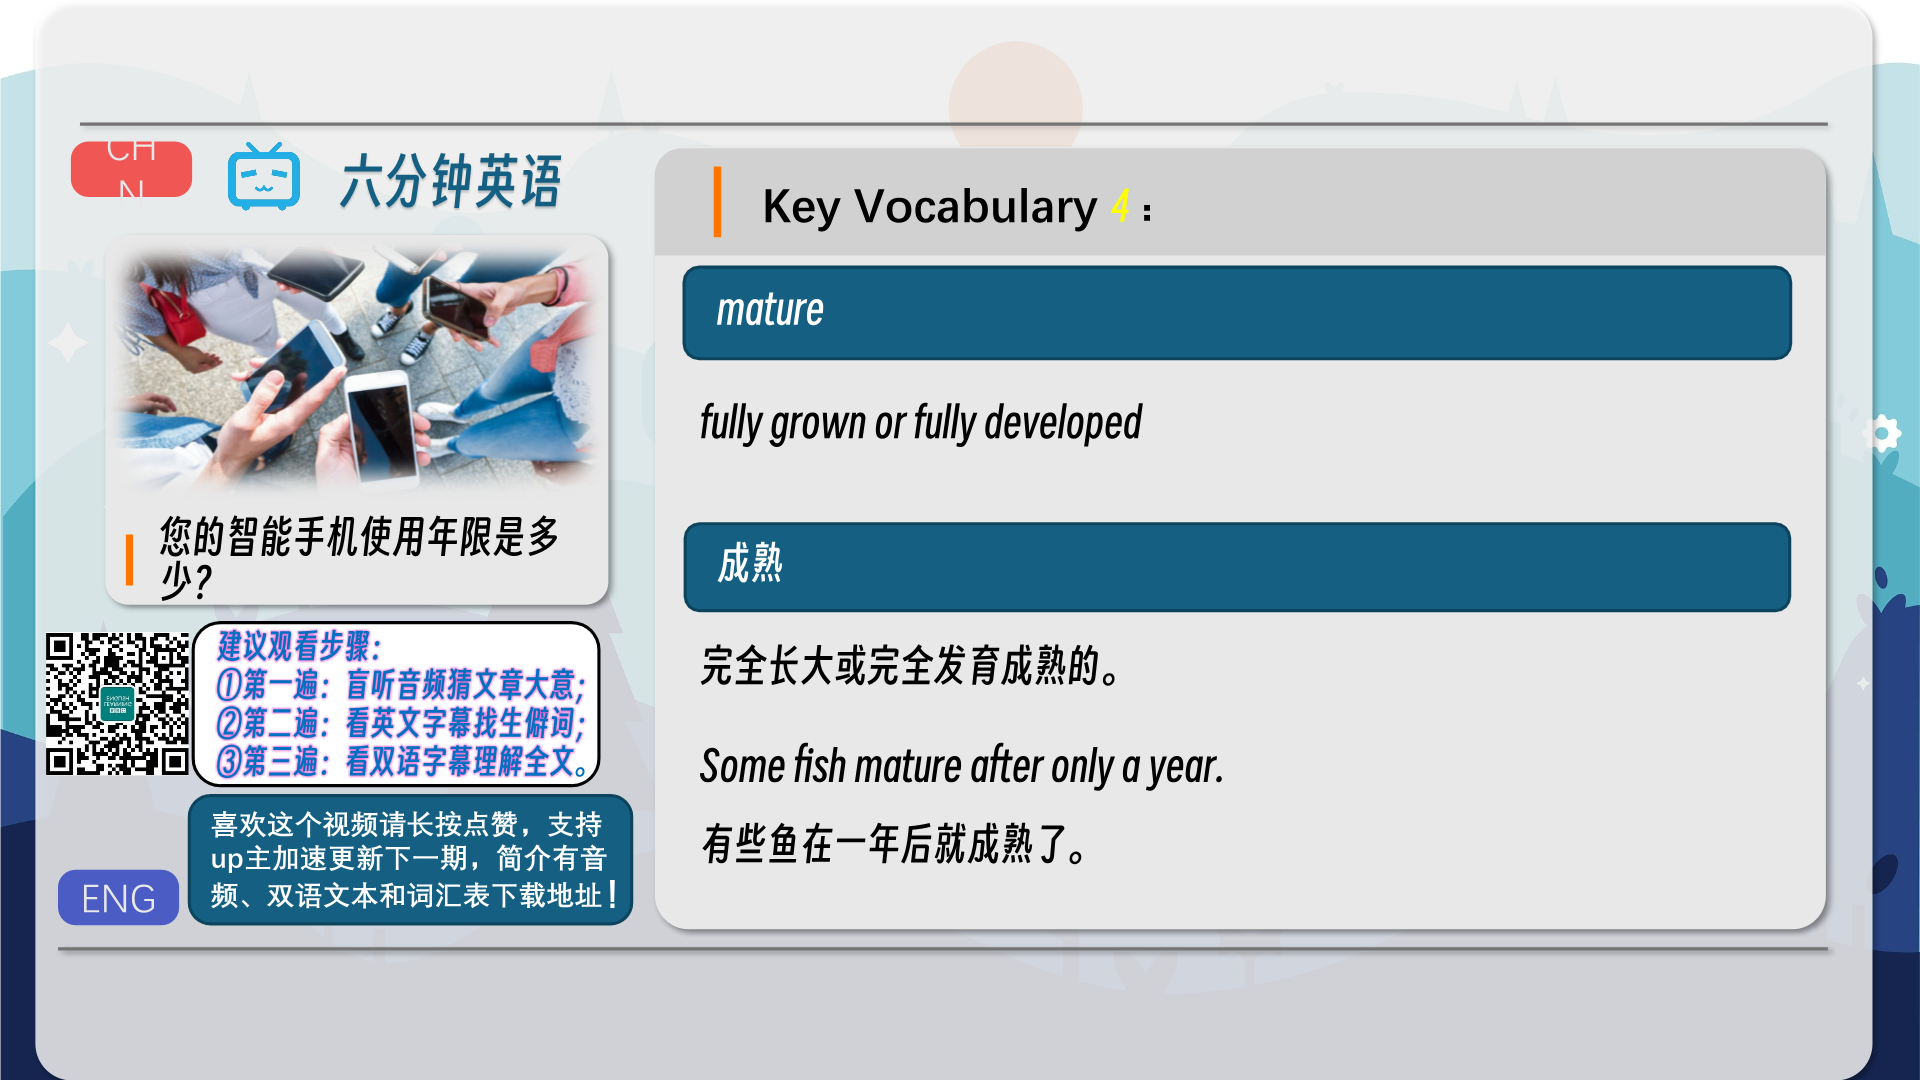 CH
N
六分钟英语
您的智能手机使用年限是多
少？
建议观看步骤：
①第一遍：盲听音频猜文章大意；
②第二遍：看英文字幕找生僻词；
③第三遍：看双语字幕理解全文。
喜欢这个视频请长按点赞，支持
up主加速更新下一期，简介有音
频、双语文本和词汇表下载地址！
ENG
Key Vocabulary 4：
mature
fully grown or fully developed
成熟
完全长大或完全发育成熟的。
Some fish mature after only a year.
有些鱼在一年后就成熟了。